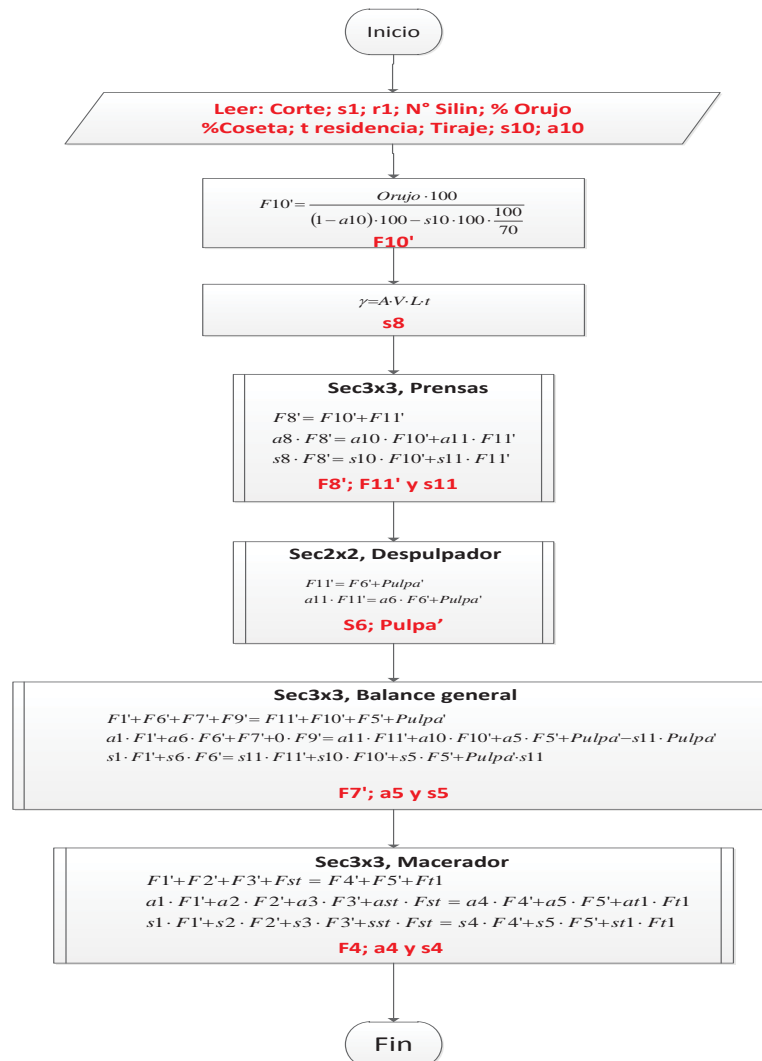 Inicio
Leer: Corte; s1; r1; N° Silin; % Orujo
%Coseta; t residencia; Tiraje; s10; a10
F10'= Orujo·100
(1−a10)·100−s10·100· 100
70
F10'
γ=A·V·L·t
s8
Sec3x3, Prensas
F8'= F10'+F11'
a8· F8'= a10· F10'+a11· F11'
s8· F8'= s10· F10'+s11· F11'
F8'; F11' y s11
Sec2x2, Despulpador
F11'= F6'+Pulpa'
a11· F11'= a6· F6'+Pulpa'
S6; Pulpa’
Sec3x3, Balance general
F1'+F6'+F7'+F9'= F11'+F10'+F5'+Pulpa'
a1· F1'+a6· F6'+F7'+0· F9'= a11· F11'+a10· F10'+a5· F5'+Pulpa'−s11· Pulpa'
s1· F1'+s6· F6'= s11· F11'+s10· F10'+s5· F5'+Pulpa'·s11
F7'; a5 y s5
Sec3x3, Macerador
F1'+F2'+F3'+Fst = F4'+F5'+Ft1
a1· F1'+a2· F2'+a3· F3'+ast· Fst = a4· F4'+a5· F5'+at1· Ft1
s1· F1'+s2· F2'+s3· F3'+sst· Fst = s4· F4'+s5· F5'+st1· Ft1
F4; a4 y s4
Fin